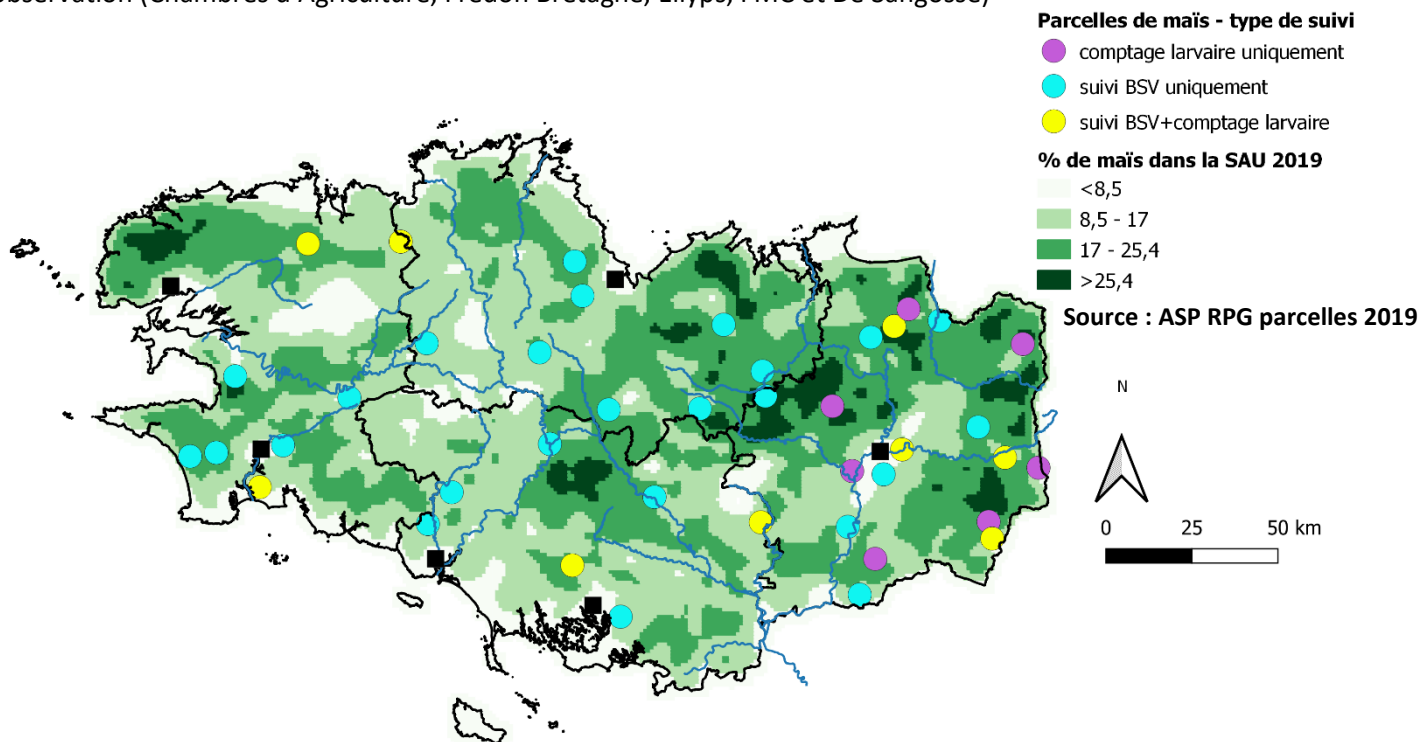 Parcelles de maïs - type de suivi
comptage larvaire uniquement
suivi BSV uniquement
suivi BSV+comptage larvaire
% de maïs dans la SAU 2019
<8,5
8,5 - 17
17 - 25,4
>25,4
Source : ASP RPG parcelles 2019
N
0 25 50 km